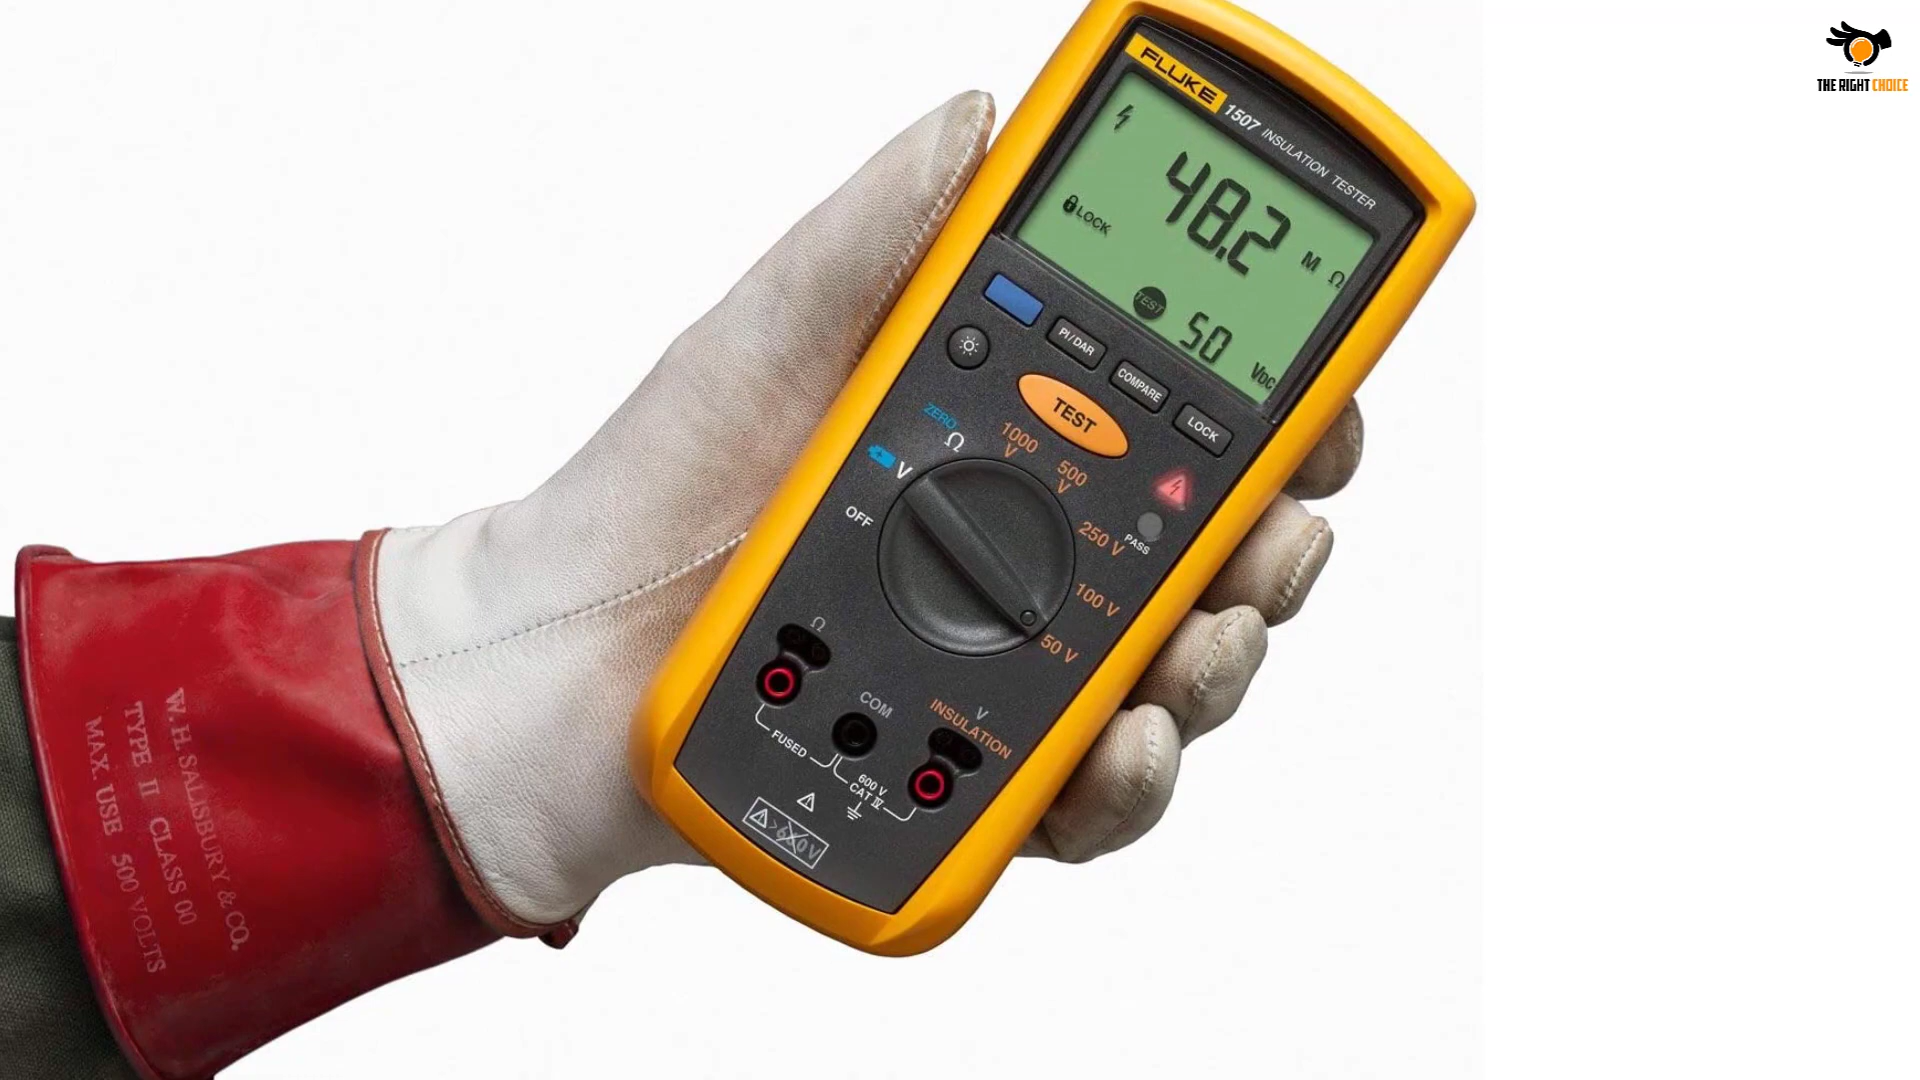 THE RIGHT CHOICE
FLUKE 1507 INSULATION TESTER
48.2 M Ω
LOCK
TEST
50 VDC
PI/DAR
COMPARE
LOCK
TEST
ZERO
Ω
1000 V
500 V
250 V
100 V
50 V
V
OFF
PASS
Ω
COM
V
INSULATION
FUSED
600 V
CAT IV
>660V
W.H. SALISBURY & CO.
TYPE II CLASS 00
MAX. USE 500 VOLTS